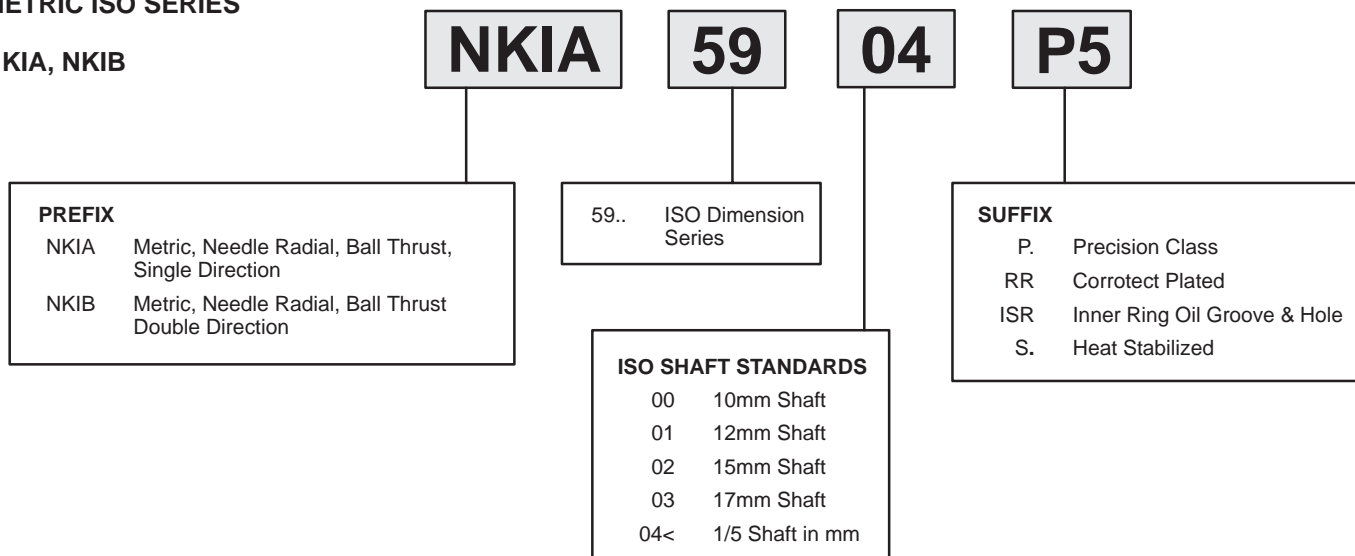 METRIC ISO SERIES
KIA, NKIB
NKIA 59 04 P5
PREFIX
NKIA Metric, Needle Radial, Ball Thrust,
Single Direction
NKIB Metric, Needle Radial, Ball Thrust
Double Direction
59.. ISO Dimension
Series
ISO SHAFT STANDARDS
00 10mm Shaft
01 12mm Shaft
02 15mm Shaft
03 17mm Shaft
04< 1/5 Shaft in mm
SUFFIX
P. Precision Class
RR Corrotect Plated
ISR Inner Ring Oil Groove & Hole
S. Heat Stabilized